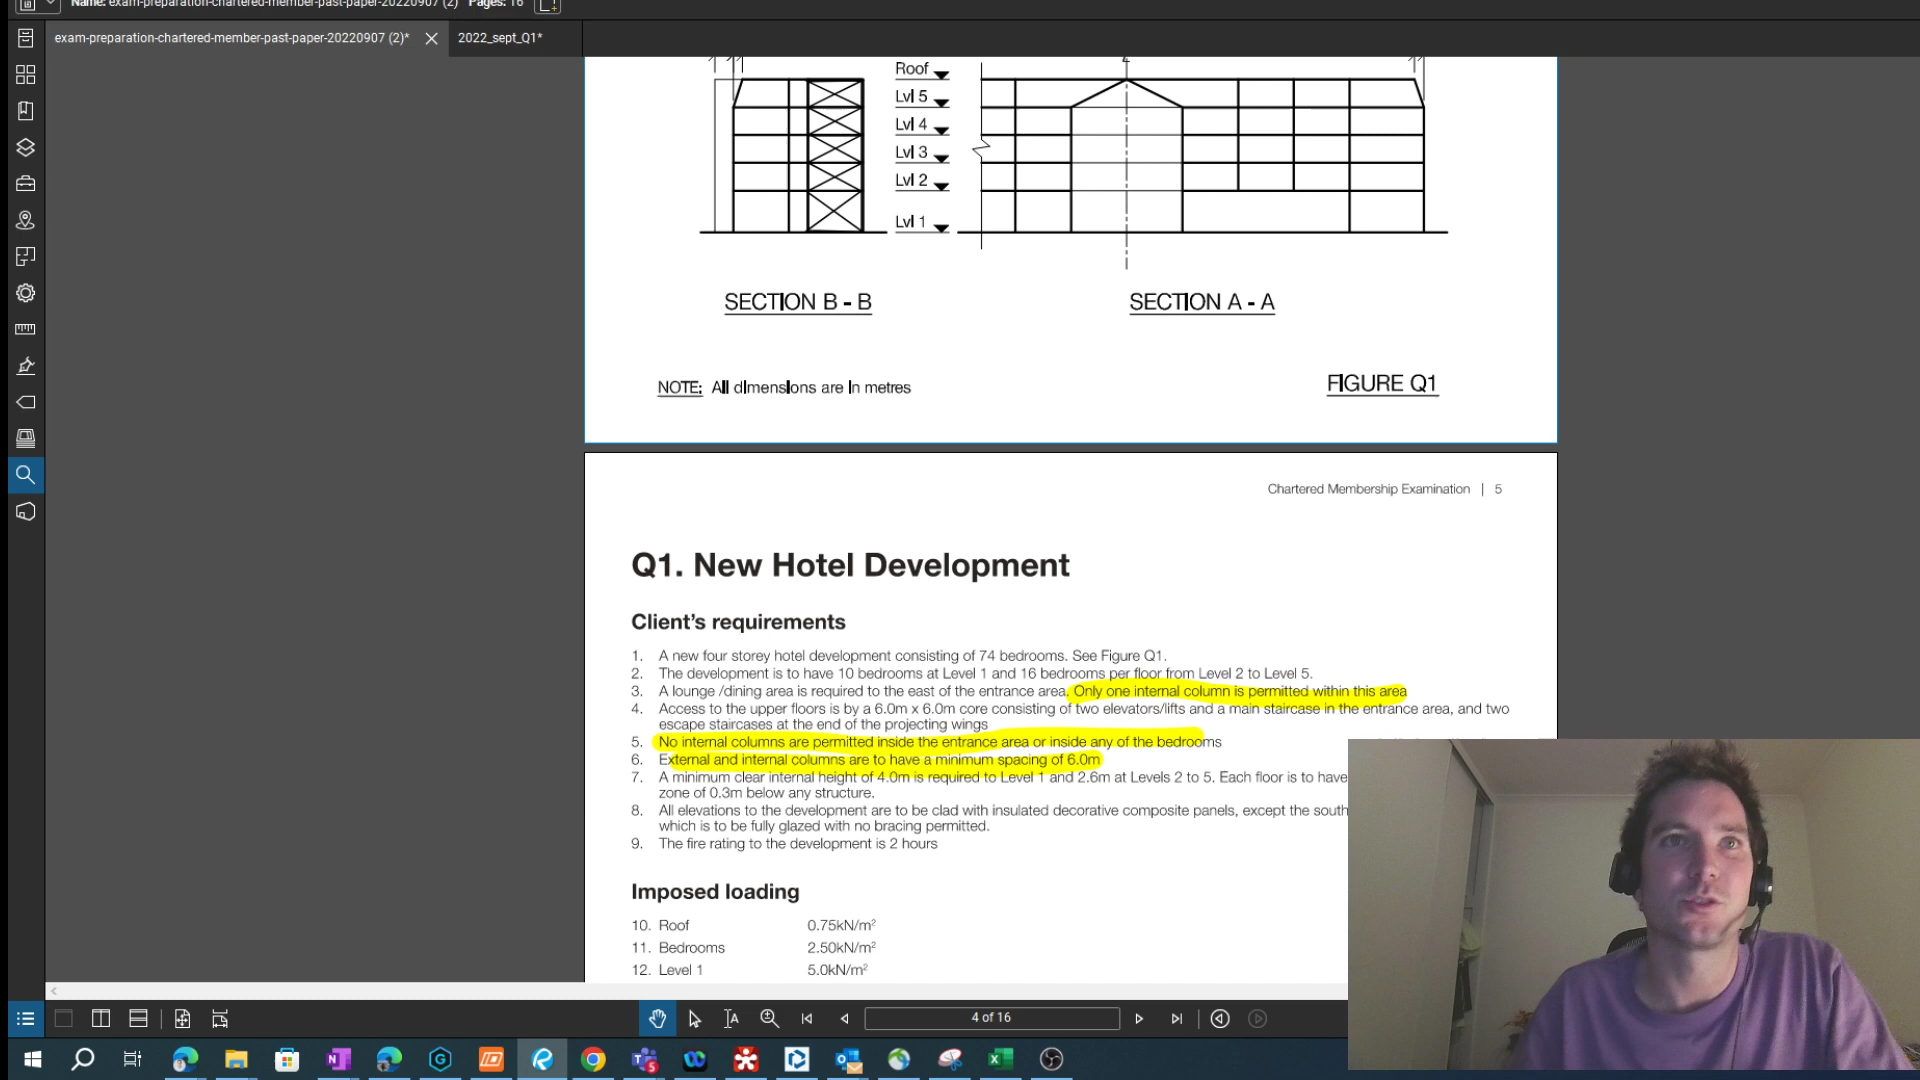 Name: exam-preparation-chartered-member-past-paper-20220907 (2) Pages: 16
exam-preparation-chartered-member-past-paper-20220907 (2)*
2022_sept_Q1*
Roof
Lvl 5
Lvl 4
Lvl 3
Lvl 2
Lvl 1
SECTION B - B
SECTION A - A
NOTE: All dimensions are in metres
FIGURE Q1
Chartered Membership Examination | 5
Q1. New Hotel Development
Client's requirements
1. A new four storey hotel development consisting of 74 bedrooms. See Figure Q1.
2. The development is to have 10 bedrooms at Level 1 and 16 bedrooms per floor from Level 2 to Level 5.
3. A lounge /dining area is required to the east of the entrance area. Only one internal column is permitted within this area
4. Access to the upper floors is by a 6.0m x 6.0m core consisting of two elevators/lifts and a main staircase in the entrance area, and two
escape staircases at the end of the projecting wings
5. No internal columns are permitted inside the entrance area or inside any of the bedrooms
6. External and internal columns are to have a minimum spacing of 6.0m
7. A minimum clear internal height of 4.0m is required to Level 1 and 2.6m at Levels 2 to 5. Each floor is to have
zone of 0.3m below any structure.
8. All elevations to the development are to be clad with insulated decorative composite panels, except the south
which is to be fully glazed with no bracing permitted.
9. The fire rating to the development is 2 hours
Imposed loading
10. Roof 0.75kN/m²
11. Bedrooms 2.50kN/m²
12. Level 1 5.0kN/m²
4 of 16